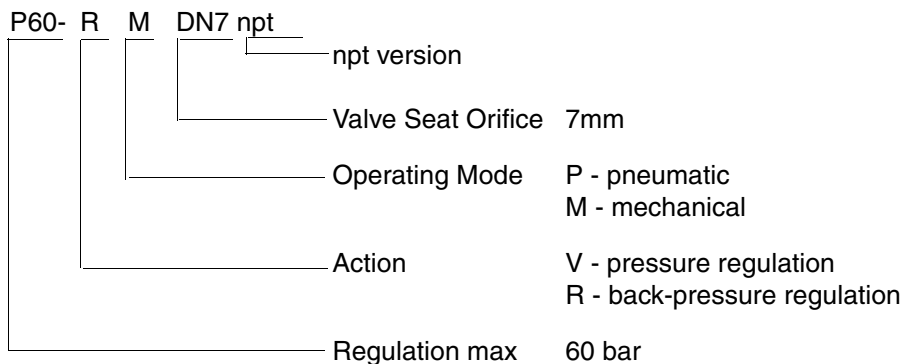 P60- R M DN7 npt
npt version
Valve Seat Orifice 7mm
Operating Mode P - pneumatic
M - mechanical
Action V - pressure regulation
R - back-pressure regulation
Regulation max 60 bar